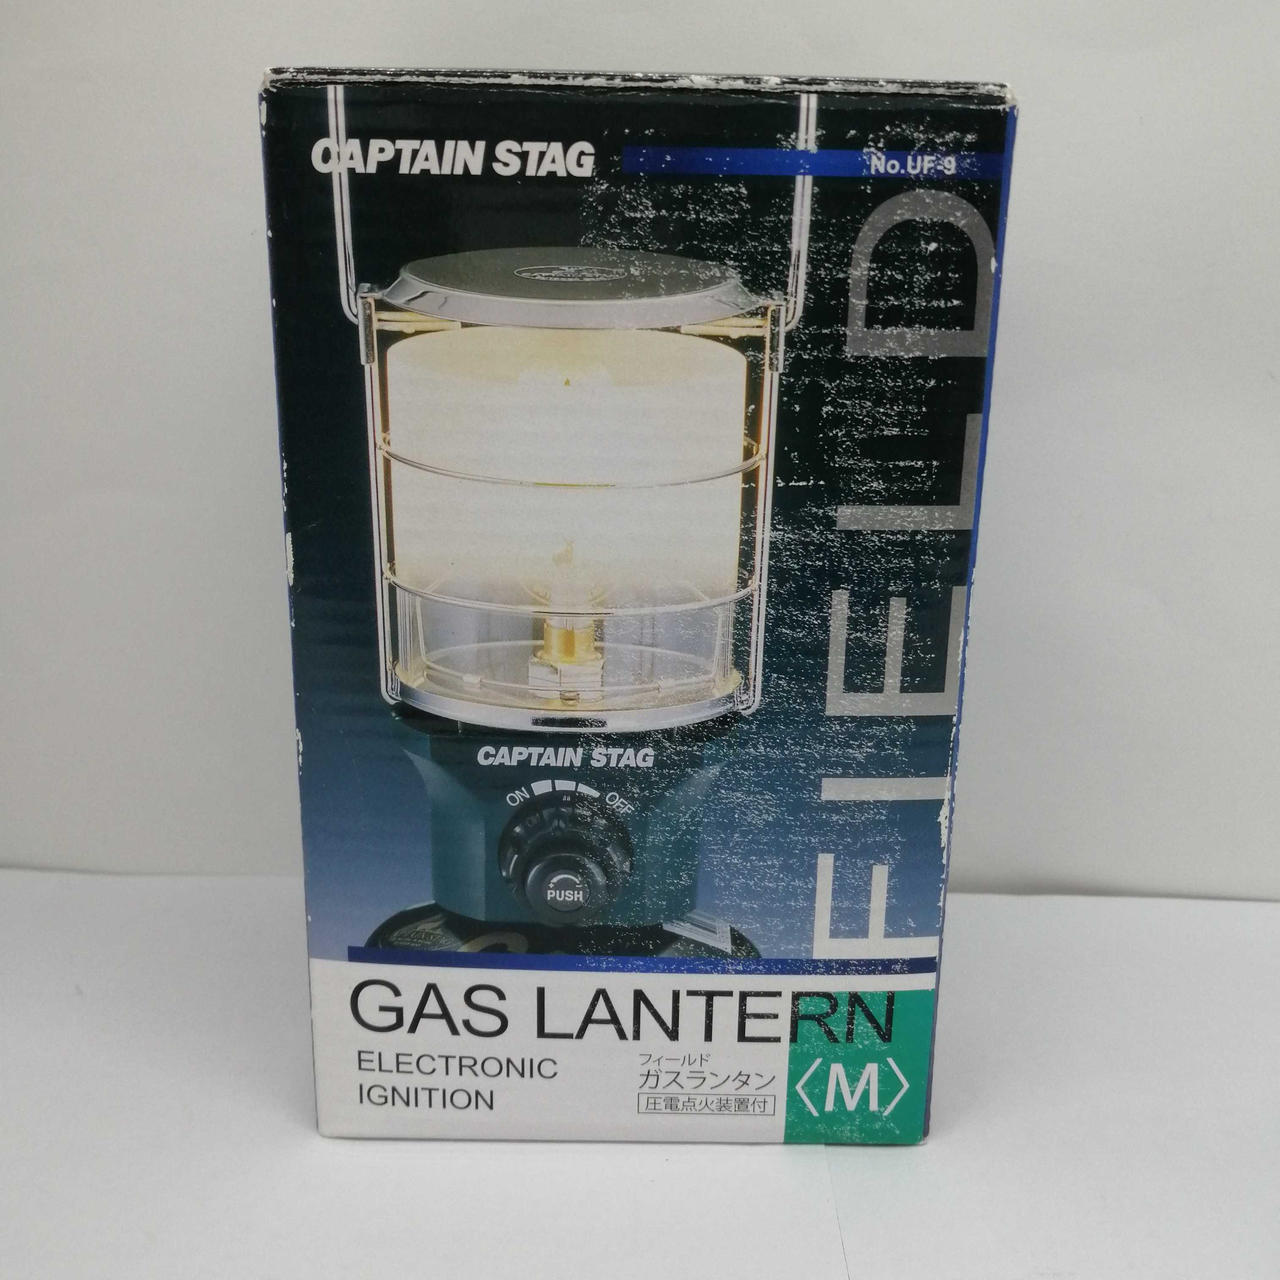 CAPTAIN STAG
No.UF-9
FIELD
CAPTAIN STAG
ON
OFF
PUSH
GAS LANTERN
ELECTRONIC
IGNITION
フィールド
ガスランタン
圧電点火装置付
〈M〉